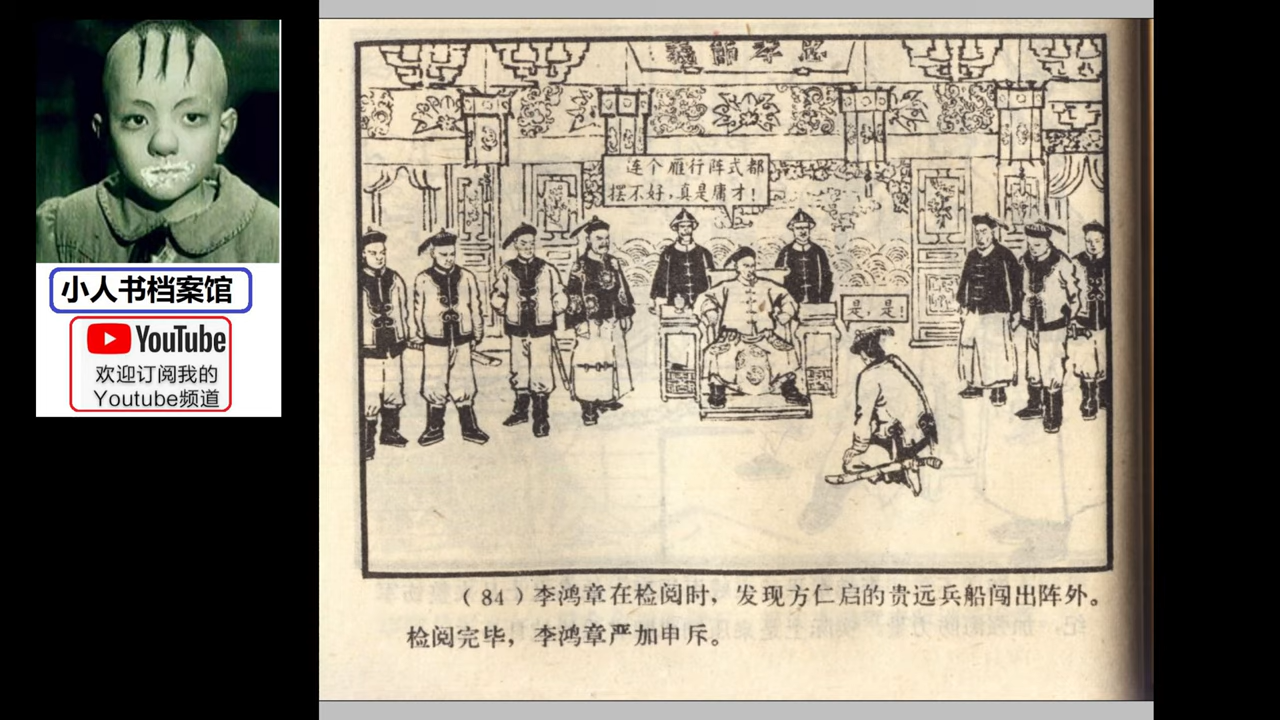 小人书档案馆
YouTube
欢迎订阅我的
Youtube频道
连个雁行阵式都
摆不好，真是庸才！
是，是！
（84）李鸿章在检阅时，发现方仁启的贵远兵船闯出阵外。
检阅完毕，李鸿章严加申斥。